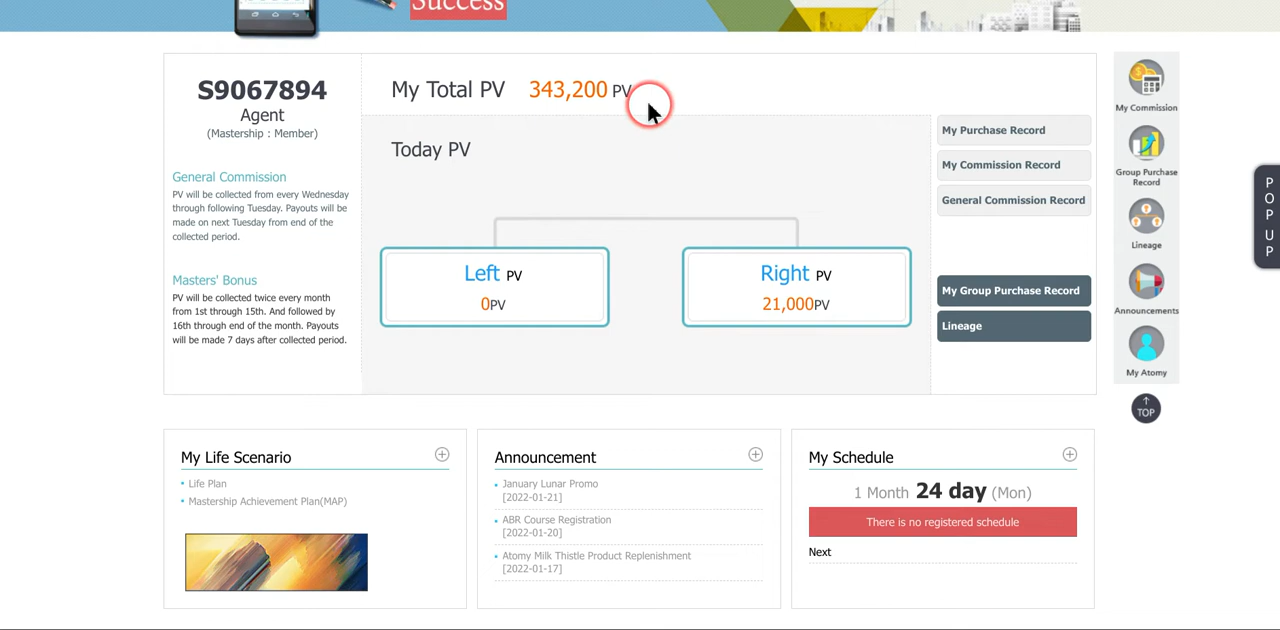 Success
S9067894
Agent
(Mastership : Member)
General Commission
PV will be collected from every Wednesday
through following Tuesday. Payouts will be
made on next Tuesday from end of the
collected period.
Masters' Bonus
PV will be collected twice every month
from 1st through 15th. And followed by
16th through end of the month. Payouts
will be made 7 days after collected period.
My Total PV 343,200 PV
Today PV
Left PV
0PV
Right PV
21,000PV
My Purchase Record
My Commission Record
General Commission Record
My Group Purchase Record
Lineage
My Commission
Group Purchase
Record
Lineage
Announcements
My Atomy
↑
TOP
POP UP
My Life Scenario
• Life Plan
• Mastership Achievement Plan(MAP)
Announcement
• January Lunar Promo
[2022-01-21]
• ABR Course Registration
[2022-01-20]
• Atomy Milk Thistle Product Replenishment
[2022-01-17]
My Schedule
1 Month 24 day (Mon)
There is no registered schedule
Next